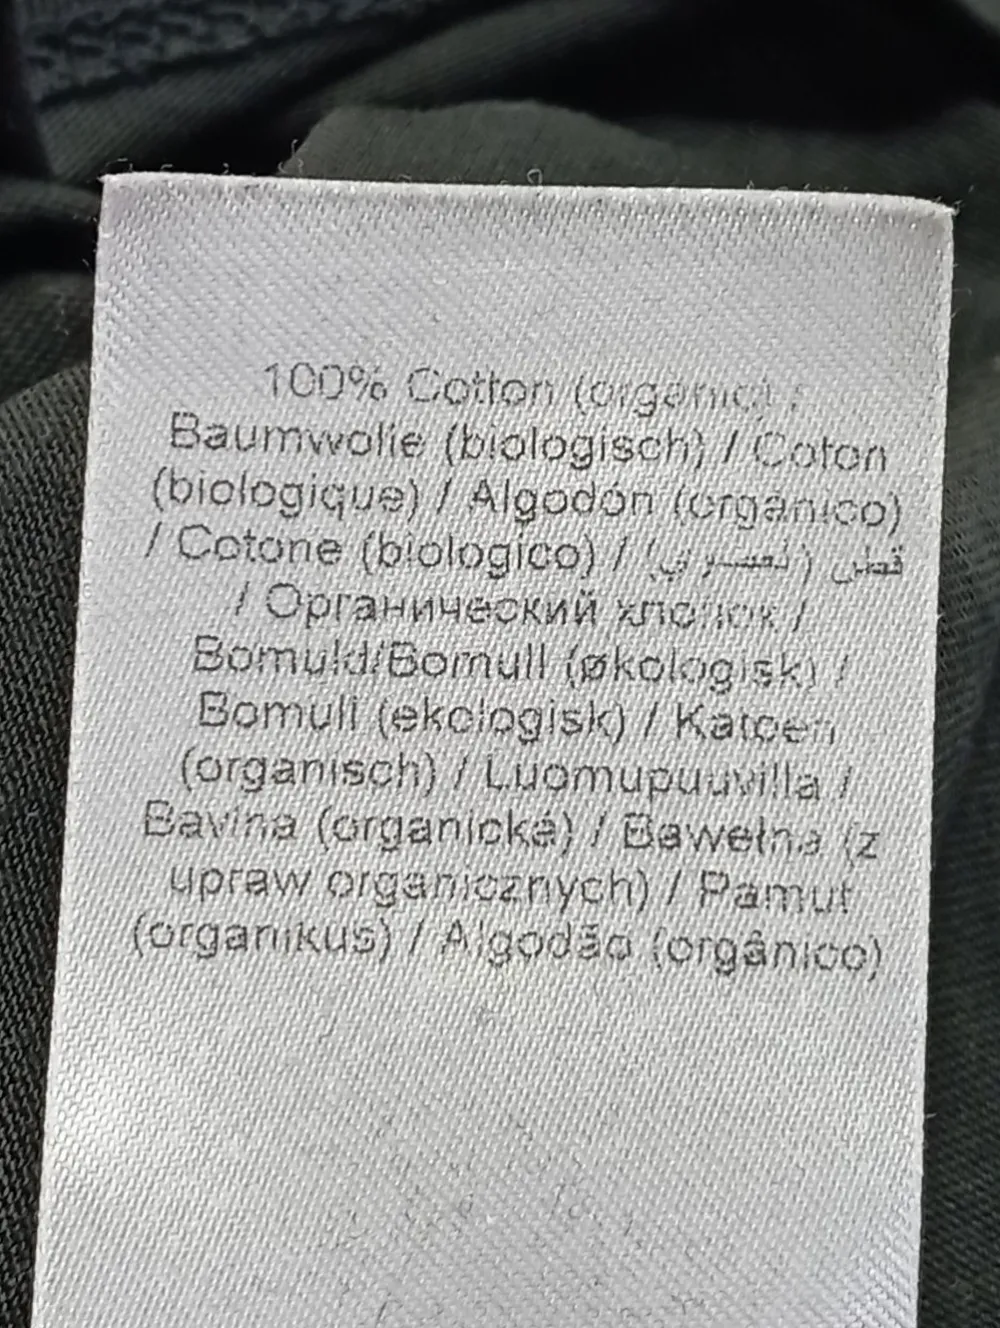 100% Cotton (organic) /
Baumwolle (biologisch) / Coton
(biologique) / Algodón (orgánico)
/ Cotone (biologico) / قطن
/ Органический хлопок /
Bomuld/Bomull (økologisk) /
Bomull (ekologisk) / Katoen
(organisch) / Luomupuuvilla /
Bavlna (organická) / Bawełna (z
upraw organicznych) / Pamut
(organikus) / Algodão (orgânico)